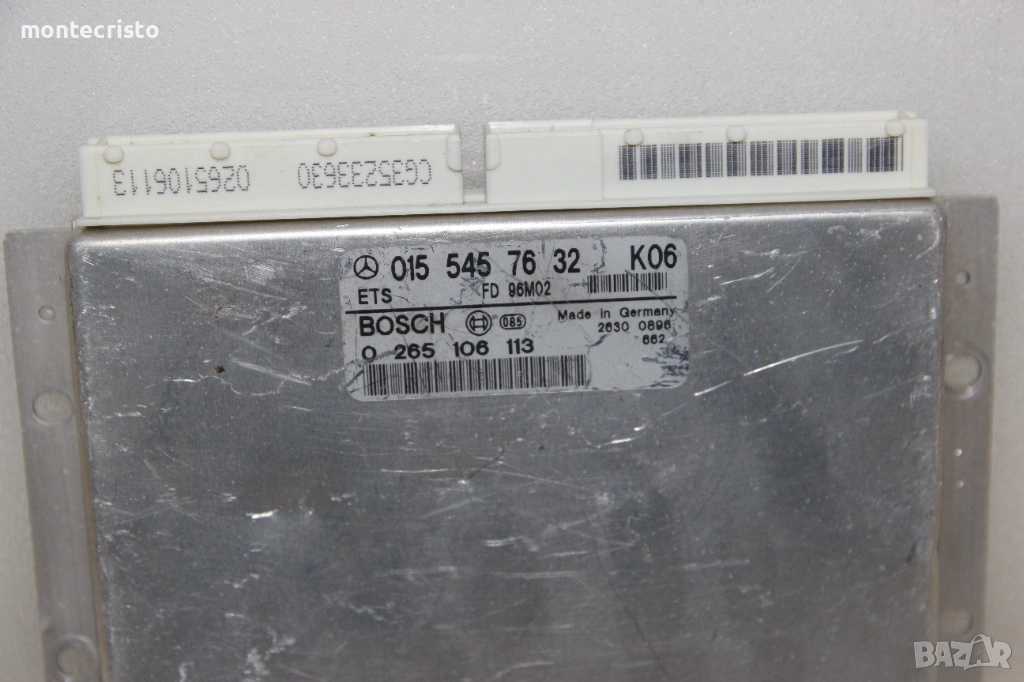 montecristo
0265106113 CG35233630
015 545 76 32 K06
ETS FD 96M02
BOSCH 085 Made in Germany
2630 0896
0 265 106 113 662
BAZAR